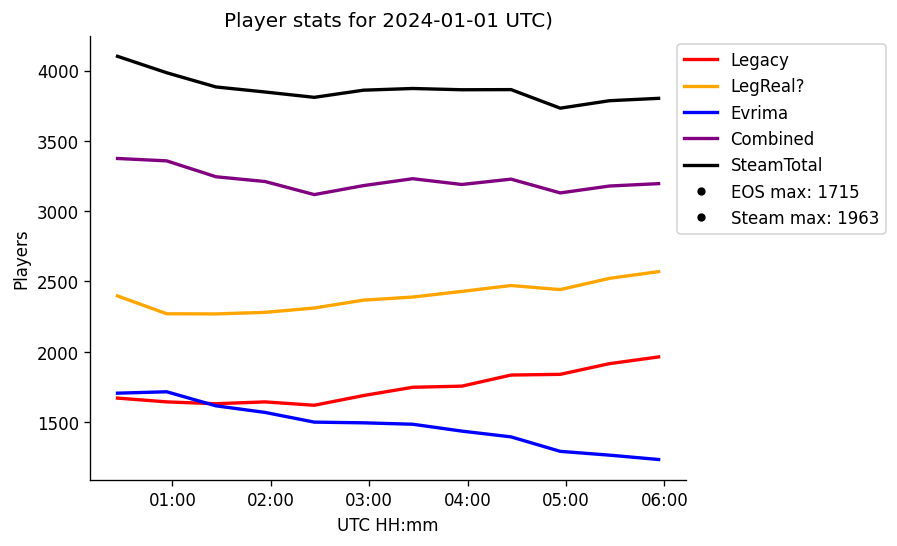 Player stats for 2024-01-01 UTC)
Players
4000
3500
3000
2500
2000
1500
01:00
02:00
03:00
04:00
05:00
06:00
UTC HH:mm
Legacy
LegReal?
Evrima
Combined
SteamTotal
EOS max: 1715
Steam max: 1963